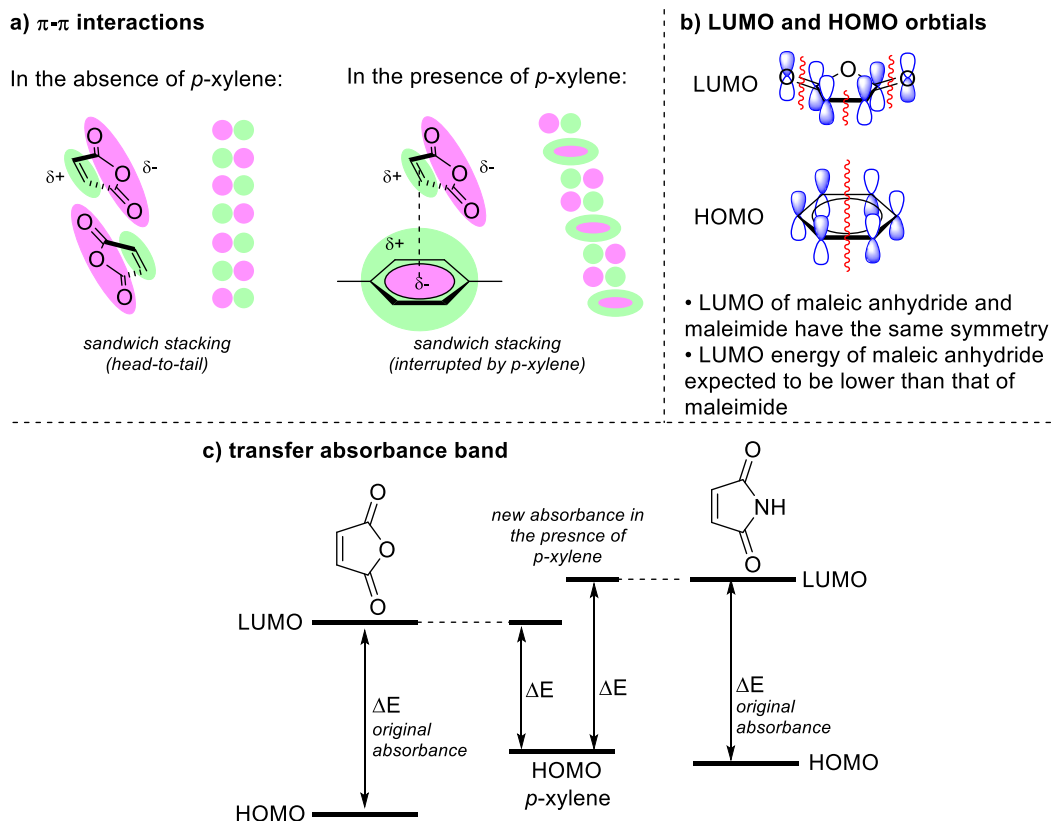 a) π-π interactions
In the absence of p-xylene:
O
O
O
δ+
δ-
O
O
O
sandwich stacking
(head-to-tail)
In the presence of p-xylene:
O
O
O
δ+
δ-
δ+
δ-
sandwich stacking
(interrupted by p-xylene)
b) LUMO and HOMO orbtials
LUMO
O
O
O
HOMO
• LUMO of maleic anhydride and
maleimide have the same symmetry
• LUMO energy of maleic anhydride
expected to be lower than that of
maleimide
c) transfer absorbance band
O
O
O
new absorbance in
the presnce of
p-xylene
O
NH
O
LUMO
LUMO
ΔE
original
absorbance
ΔE
ΔE
ΔE
original
absorbance
HOMO
HOMO
p-xylene
HOMO